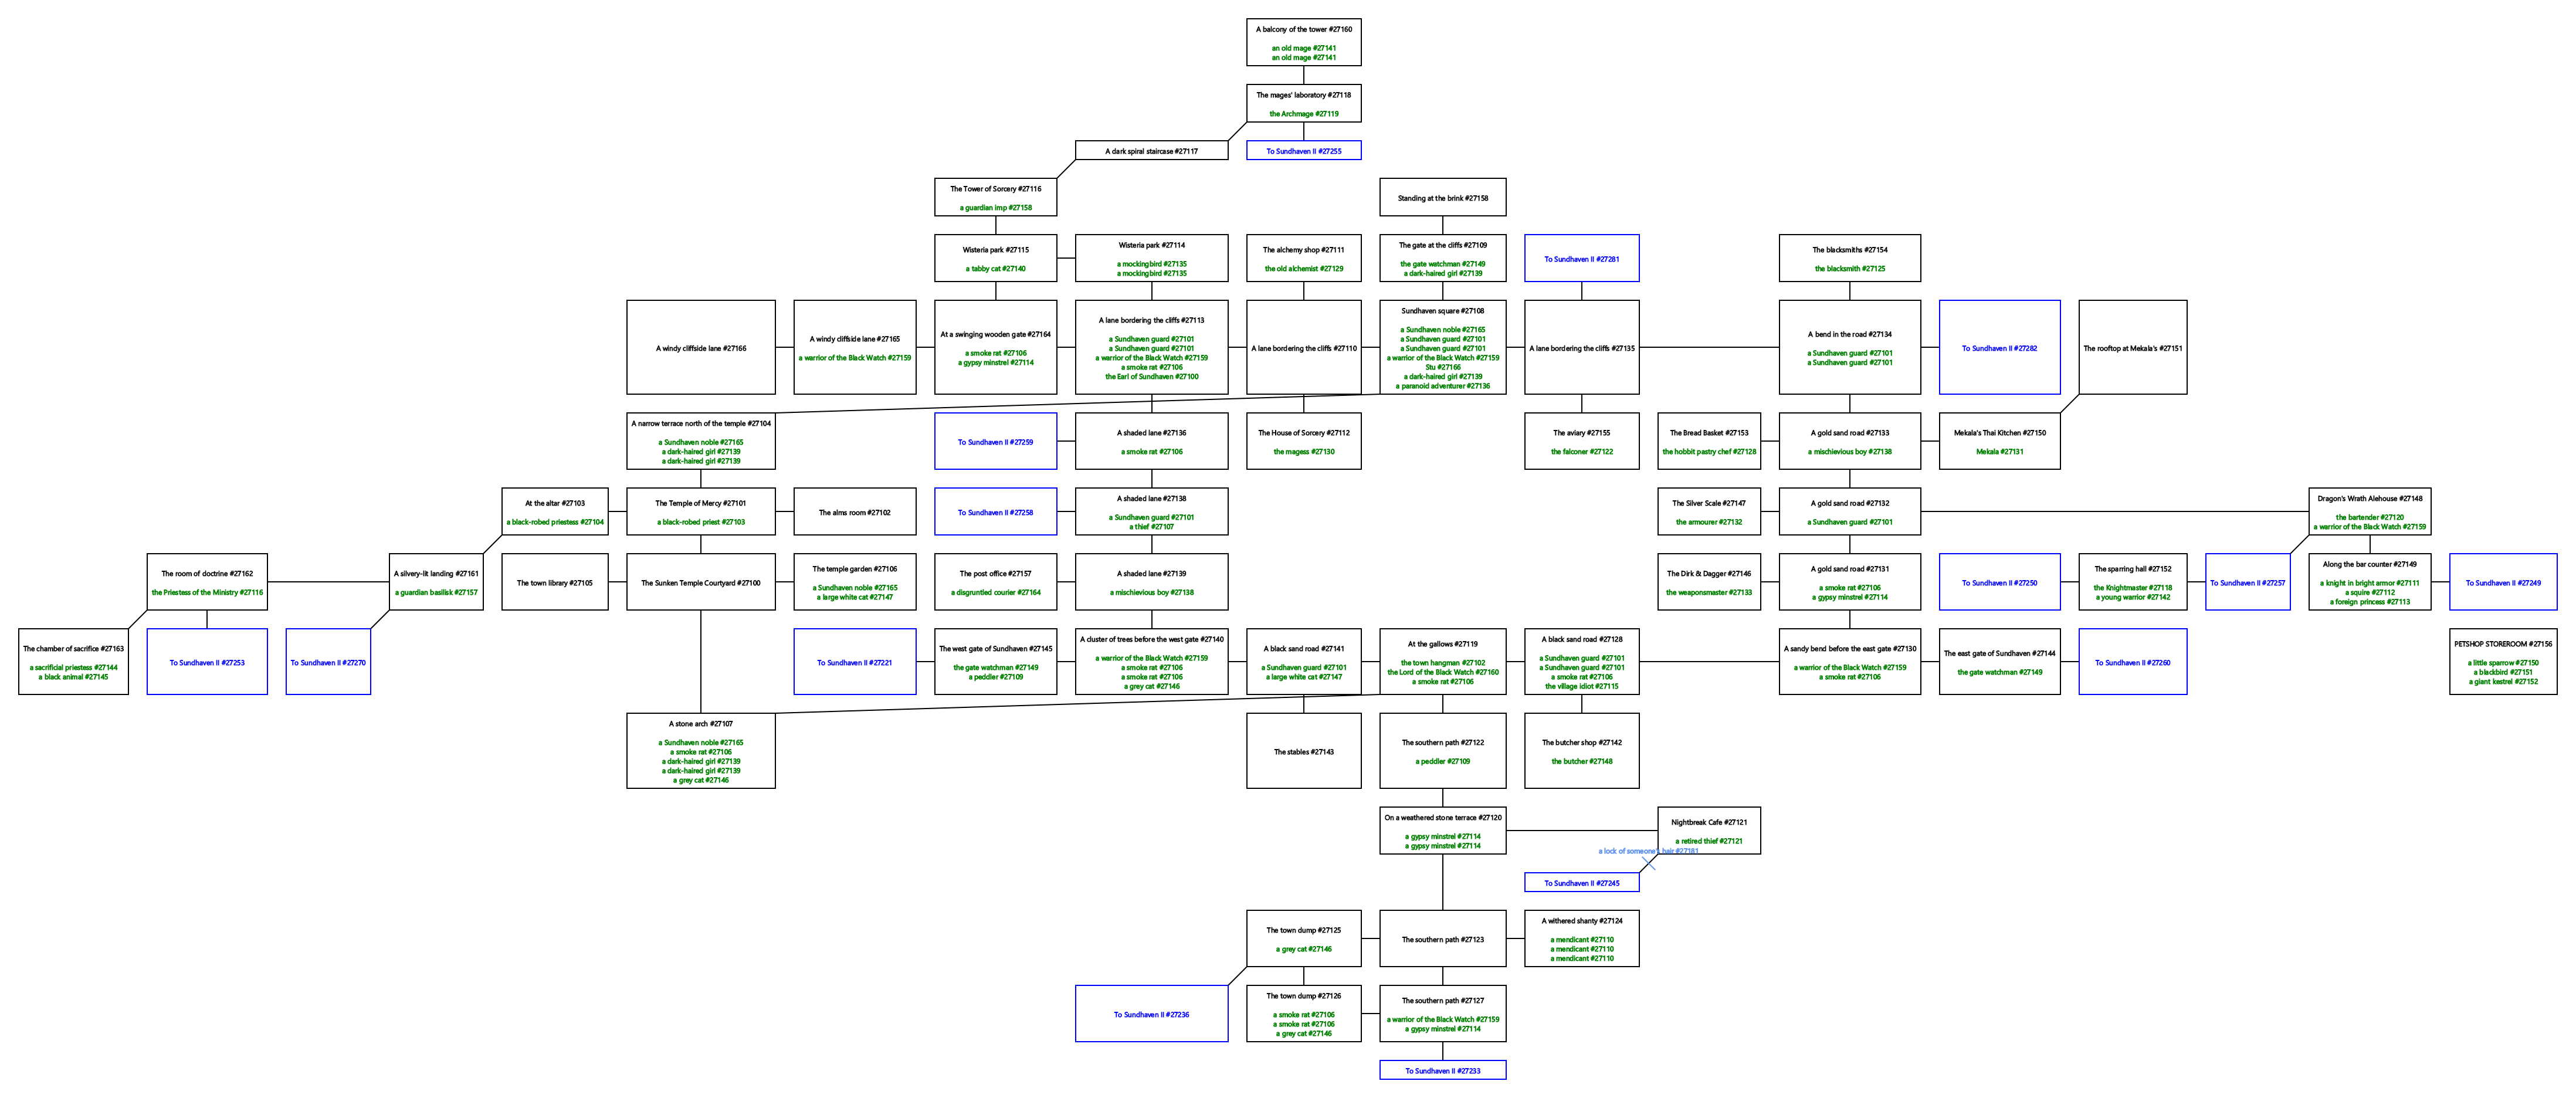 A balcony of the tower #27160
an old mage #27141
an old mage #27141
The mages' laboratory #27118
the Archmage #27119
A dark spiral staircase #27117
To Sundhaven II #27255
The Tower of Sorcery #27116
a guardian imp #27158
Standing at the brink #27158
Wisteria park #27115
a tabby cat #27140
Wisteria park #27114
a mockingbird #27135
a mockingbird #27135
The alchemy shop #27111
the old alchemist #27129
The gate at the cliffs #27109
the gate watchman #27149
a dark-haired girl #27139
To Sundhaven II #27281
The blacksmiths #27154
the blacksmith #27125
A windy cliffside lane #27166
A windy cliffside lane #27165
a warrior of the Black Watch #27159
At a swinging wooden gate #27164
a smoke rat #27106
a gypsy minstrel #27114
A lane bordering the cliffs #27113
a Sundhaven guard #27101
a Sundhaven guard #27101
a warrior of the Black Watch #27159
a smoke rat #27106
the Earl of Sundhaven #27100
A lane bordering the cliffs #27110
Sundhaven square #27108
a Sundhaven noble #27165
a Sundhaven guard #27101
a Sundhaven guard #27101
a warrior of the Black Watch #27159
Stu #27166
a dark-haired girl #27139
a paranoid adventurer #27136
A lane bordering the cliffs #27135
A bend in the road #27134
a Sundhaven guard #27101
a Sundhaven guard #27101
To Sundhaven II #27282
The rooftop at Mekala's #27151
A narrow terrace north of the temple #27104
a Sundhaven noble #27165
a dark-haired girl #27139
a dark-haired girl #27139
To Sundhaven II #27259
A shaded lane #27136
a smoke rat #27106
The House of Sorcery #27112
the magess #27130
The aviary #27155
the falconer #27122
The Bread Basket #27153
the hobbit pastry chef #27128
A gold sand road #27133
a mischievious boy #27138
Mekala's Thai Kitchen #27150
Mekala #27131
At the altar #27103
a black-robed priestess #27104
The Temple of Mercy #27101
a black-robed priest #27103
The alms room #27102
To Sundhaven II #27258
A shaded lane #27138
a Sundhaven guard #27101
a thief #27107
The Silver Scale #27147
the armourer #27132
A gold sand road #27132
a Sundhaven guard #27101
Dragon's Wrath Alehouse #27148
the bartender #27120
a warrior of the Black Watch #27159
The room of doctrine #27162
the Priestess of the Ministry #27116
A silvery-lit landing #27161
a guardian basilisk #27157
The town library #27105
The Sunken Temple Courtyard #27100
The temple garden #27106
a Sundhaven noble #27165
a large white cat #27147
The post office #27157
a disgruntled courier #27164
A shaded lane #27139
a mischievious boy #27138
The Dirk & Dagger #27146
the weaponsmaster #27133
A gold sand road #27131
a smoke rat #27106
a gypsy minstrel #27114
To Sundhaven II #27250
The sparring hall #27152
the Knightmaster #27118
a young warrior #27142
To Sundhaven II #27257
Along the bar counter #27149
a knight in bright armor #27111
a squire #27112
a foreign princess #27113
To Sundhaven II #27249
The chamber of sacrifice #27163
a sacrificial priestess #27144
a black animal #27145
To Sundhaven II #27253
To Sundhaven II #27270
To Sundhaven II #27221
The west gate of Sundhaven #27145
the gate watchman #27149
a peddler #27109
A cluster of trees before the west gate #27140
a warrior of the Black Watch #27159
a smoke rat #27106
a smoke rat #27106
a grey cat #27146
A black sand road #27141
a Sundhaven guard #27101
a large white cat #27147
At the gallows #27119
the town hangman #27102
the Lord of the Black Watch #27160
a smoke rat #27106
A black sand road #27128
a Sundhaven guard #27101
a Sundhaven guard #27101
a smoke rat #27106
the village idiot #27115
A sandy bend before the east gate #27130
a warrior of the Black Watch #27159
a smoke rat #27106
The east gate of Sundhaven #27144
the gate watchman #27149
To Sundhaven II #27260
PETSHOP STOREROOM #27156
a little sparrow #27150
a blackbird #27151
a giant kestrel #27152
A stone arch #27107
a Sundhaven noble #27165
a smoke rat #27106
a dark-haired girl #27139
a dark-haired girl #27139
a grey cat #27146
The stables #27143
The southern path #27122
a peddler #27109
The butcher shop #27142
the butcher #27148
On a weathered stone terrace #27120
a gypsy minstrel #27114
a gypsy minstrel #27114
Nightbreak Cafe #27121
a retired thief #27121
a lock of someone's hair #27181
To Sundhaven II #27245
The town dump #27125
a grey cat #27146
The southern path #27123
A withered shanty #27124
a mendicant #27110
a mendicant #27110
a mendicant #27110
To Sundhaven II #27236
The town dump #27126
a smoke rat #27106
a smoke rat #27106
a grey cat #27146
The southern path #27127
a warrior of the Black Watch #27159
a gypsy minstrel #27114
To Sundhaven II #27233